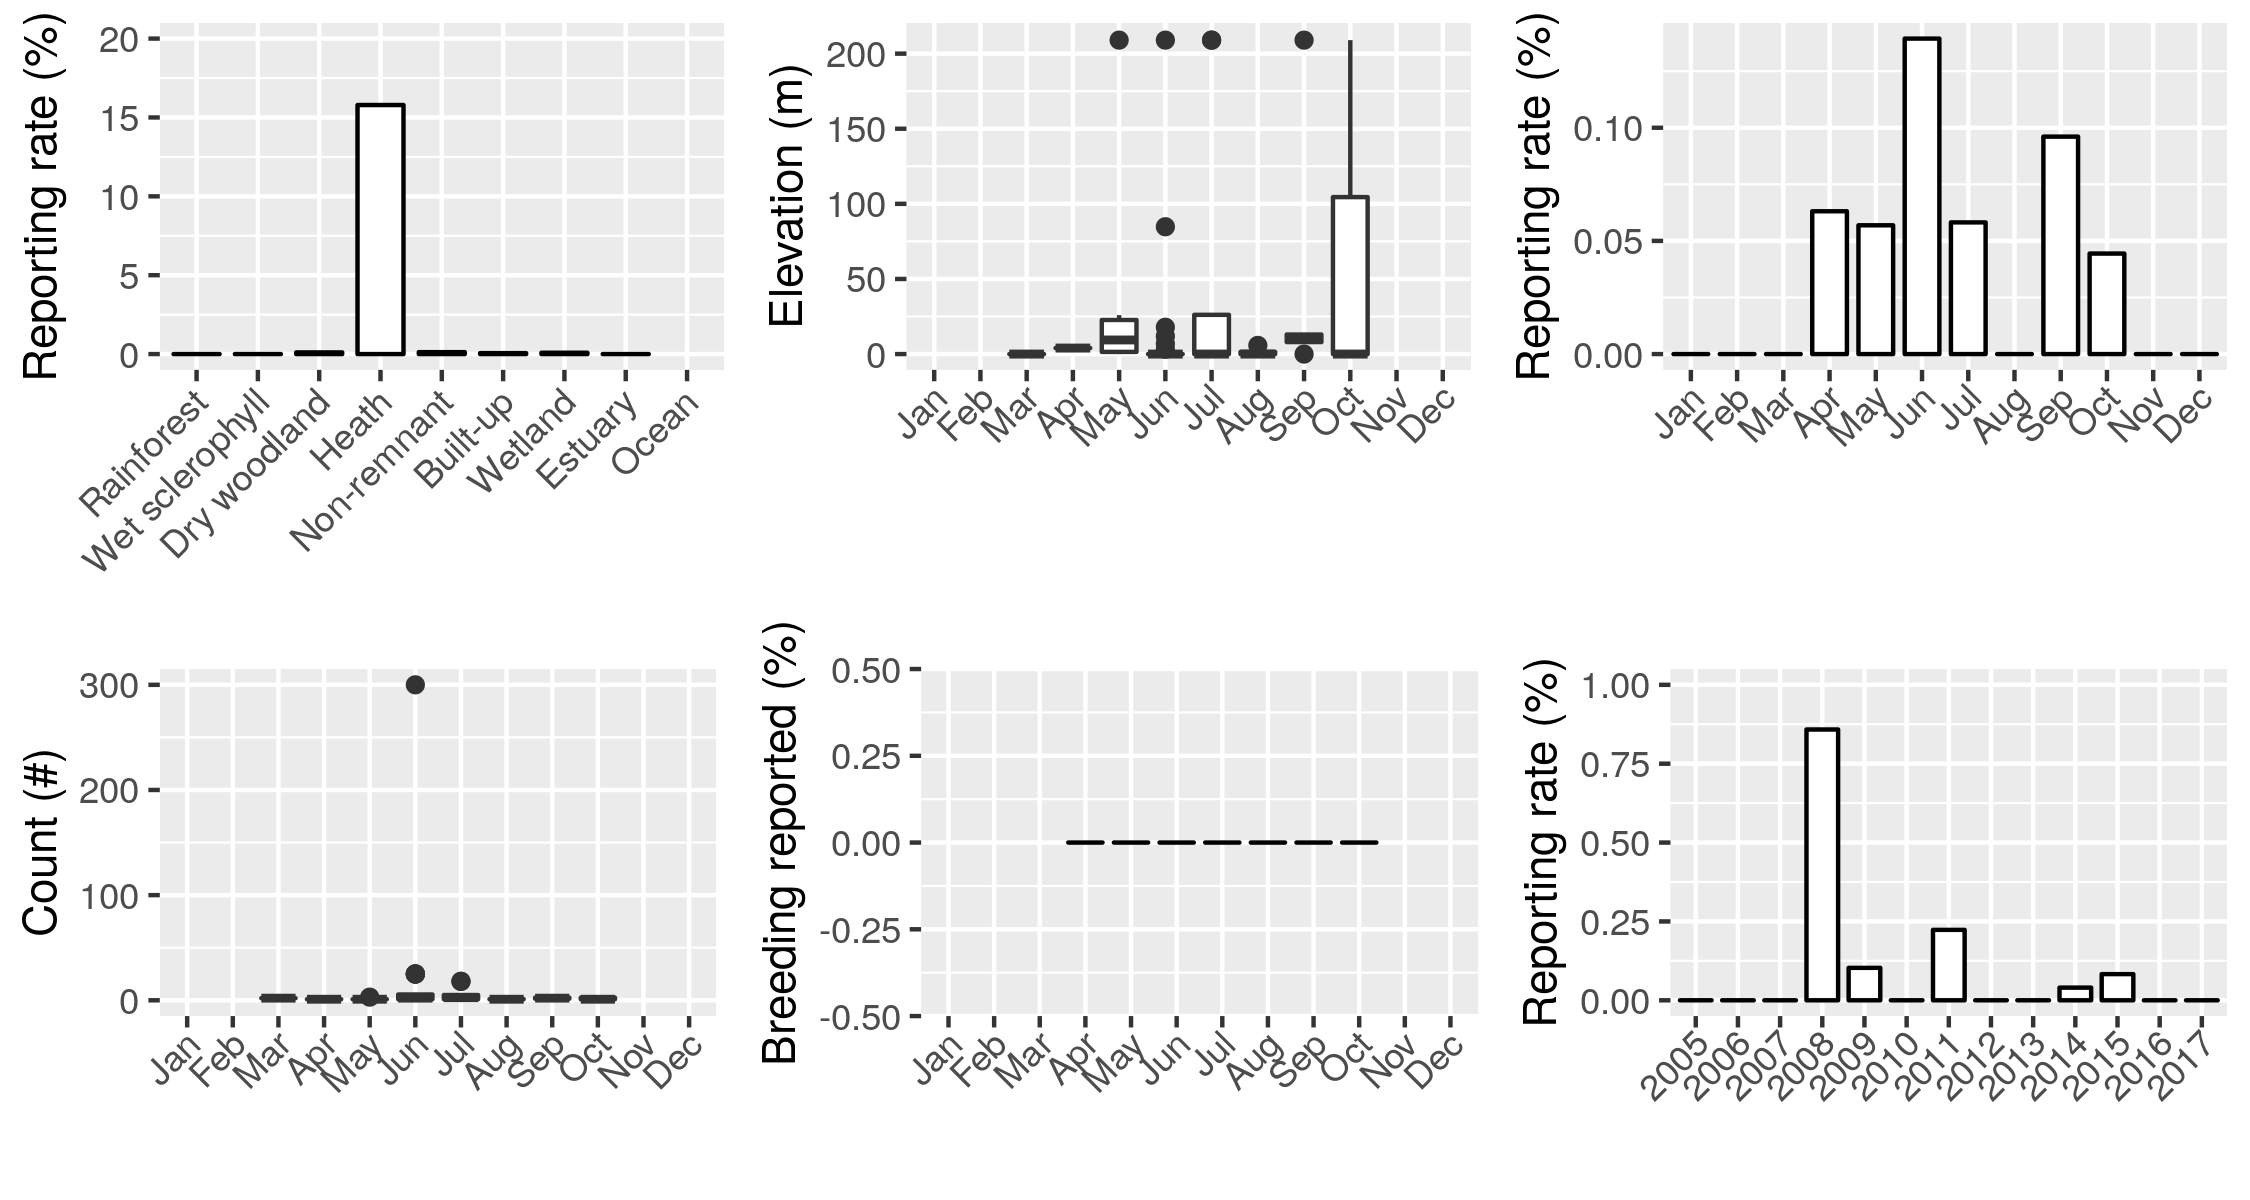 Reporting rate (%)
20
15
10
5
0
Rainforest
Wet sclerophyll
Dry woodland
Heath
Non-remnant
Built-up
Wetland
Estuary
Ocean
Elevation (m)
200
150
100
50
0
Jan
Feb
Mar
Apr
May
Jun
Jul
Aug
Sep
Oct
Nov
Dec
Reporting rate (%)
0.10
0.05
0.00
Jan
Feb
Mar
Apr
May
Jun
Jul
Aug
Sep
Oct
Nov
Dec
Count (#)
300
200
100
0
Jan
Feb
Mar
Apr
May
Jun
Jul
Aug
Sep
Oct
Nov
Dec
Breeding reported (%)
0.50
0.25
0.00
-0.25
-0.50
Jan
Feb
Mar
Apr
May
Jun
Jul
Aug
Sep
Oct
Nov
Dec
Reporting rate (%)
1.00
0.75
0.50
0.25
0.00
2005
2006
2007
2008
2009
2010
2011
2012
2013
2014
2015
2016
2017